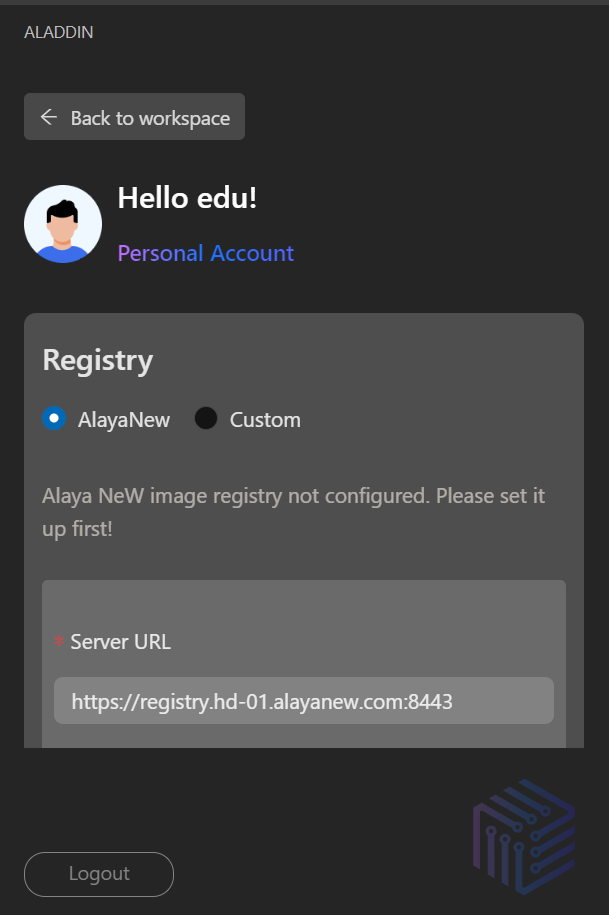 ALADDIN
Back to workspace
Hello edu!
Personal Account
Registry
AlayaNew Custom
Alaya NeW image registry not configured. Please set it
up first!
* Server URL
https://registry.hd-01.alayanew.com:8443
Logout